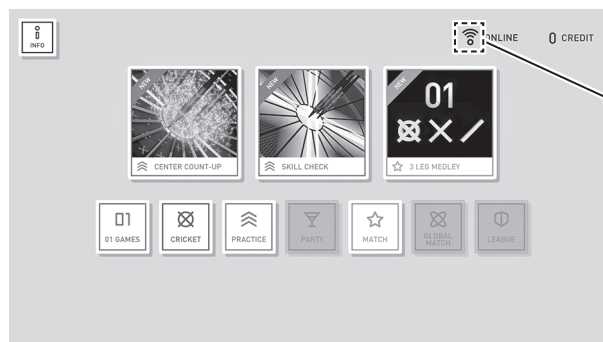 INFO
ONLINE
0 CREDIT
NEW
NEW
NEW
01
CENTER COUNT-UP
SKILL CHECK
3 LEG MEDLEY
01
01 GAMES
CRICKET
PRACTICE
PARTY
MATCH
GLOBAL
MATCH
LEAGUE